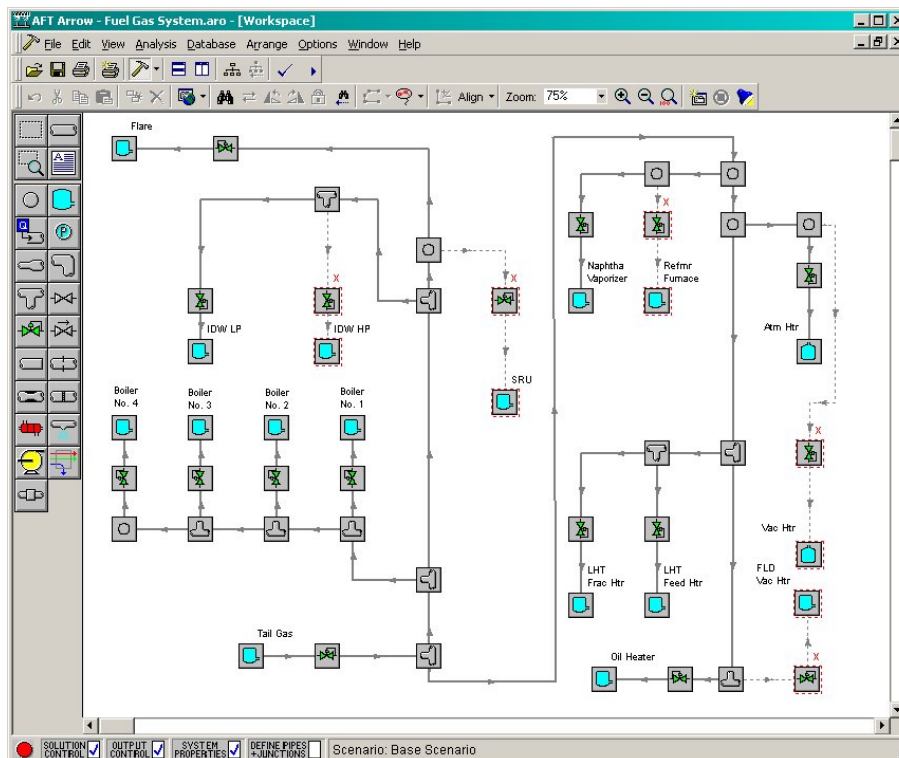 AFT Arrow - Fuel Gas System.aro - [Workspace]
File Edit View Analysis Database Arrange Options Window Help
Align Zoom: 75%
Flare
IDW LP
IDW HP
SRU
Boiler
No. 4
Boiler
No. 3
Boiler
No. 2
Boiler
No. 1
Tail Gas
X
X
X
Naphtha
Vaporizer
Refmr
Furnace
Atm Htr
X
Vac Htr
FLD
Vac Htr
LHT
Frac Htr
LHT
Feed Htr
Oil Heater
X
Q
P
A
SOLUTION
CONTROL
OUTPUT
CONTROL
SYSTEM
PROPERTIES
DEFINE PIPES
+JUNCTIONS
Scenario: Base Scenario